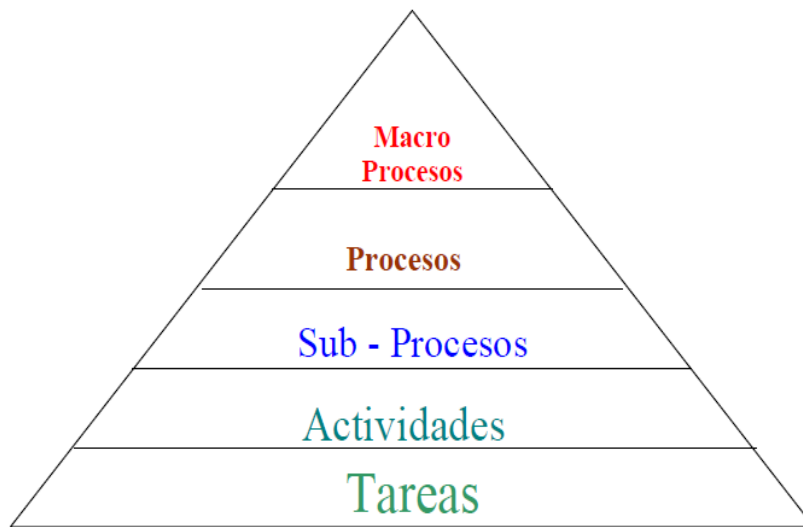 Macro
Procesos
Procesos
Sub - Procesos
Actividades
Tareas